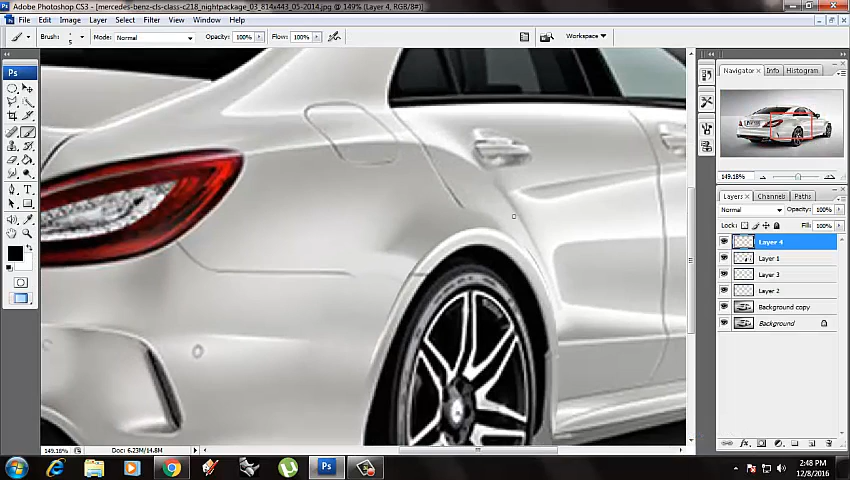 Adobe Photoshop CS3 - [mercedes-benz-cls-class-c218_nightpackage_03_814x443_05-2014.jpg @ 149% (Layer 4, RGB/8#)]
File Edit Image Layer Select Filter View Window Help
Brush: 5 Mode: Normal Opacity: 100% Flow: 100% Workspace
Ps
Navigator Info Histogram
149.18%
Layers Channels Paths
Normal Opacity: 100%
Lock: Fill: 100%
Layer 4
Layer 1
Layer 3
Layer 2
Background copy
Background
149.18% Doc: 6.23M/14.8M
Ps
2:48 PM
12/8/2016